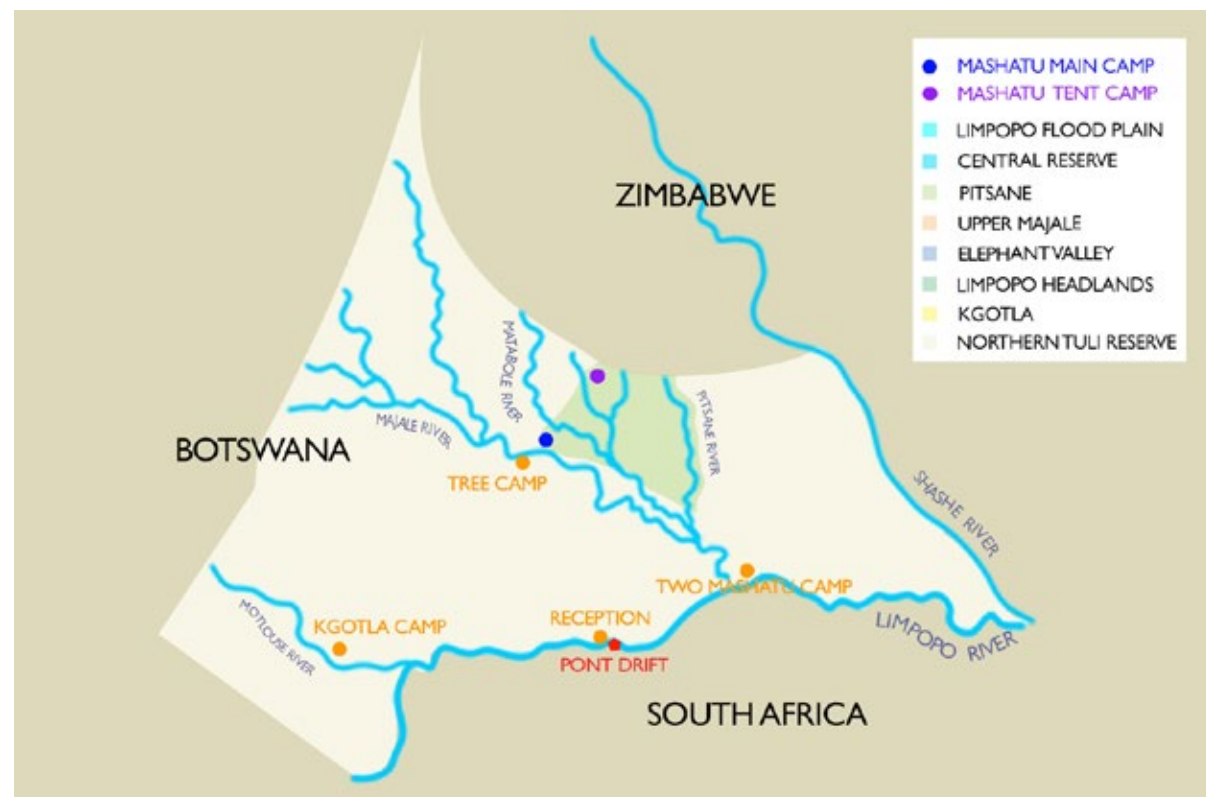 MASHATU MAIN CAMP
MASHATU TENT CAMP
LIMPOPO FLOOD PLAIN
CENTRAL RESERVE
PITSANE
UPPER MAJALE
ELEPHANT VALLEY
LIMPOPO HEADLANDS
KGOTLA
NORTHERN TULI RESERVE
ZIMBABWE
MATABOLE RIVER
PITSANE RIVER
MAJALE RIVER
BOTSWANA
TREE CAMP
SHASHE RIVER
TWO MASHATU CAMP
MOTLOUSE RIVER
KGOTLA CAMP
RECEPTION
LIMPOPO RIVER
PONT DRIFT
SOUTH AFRICA